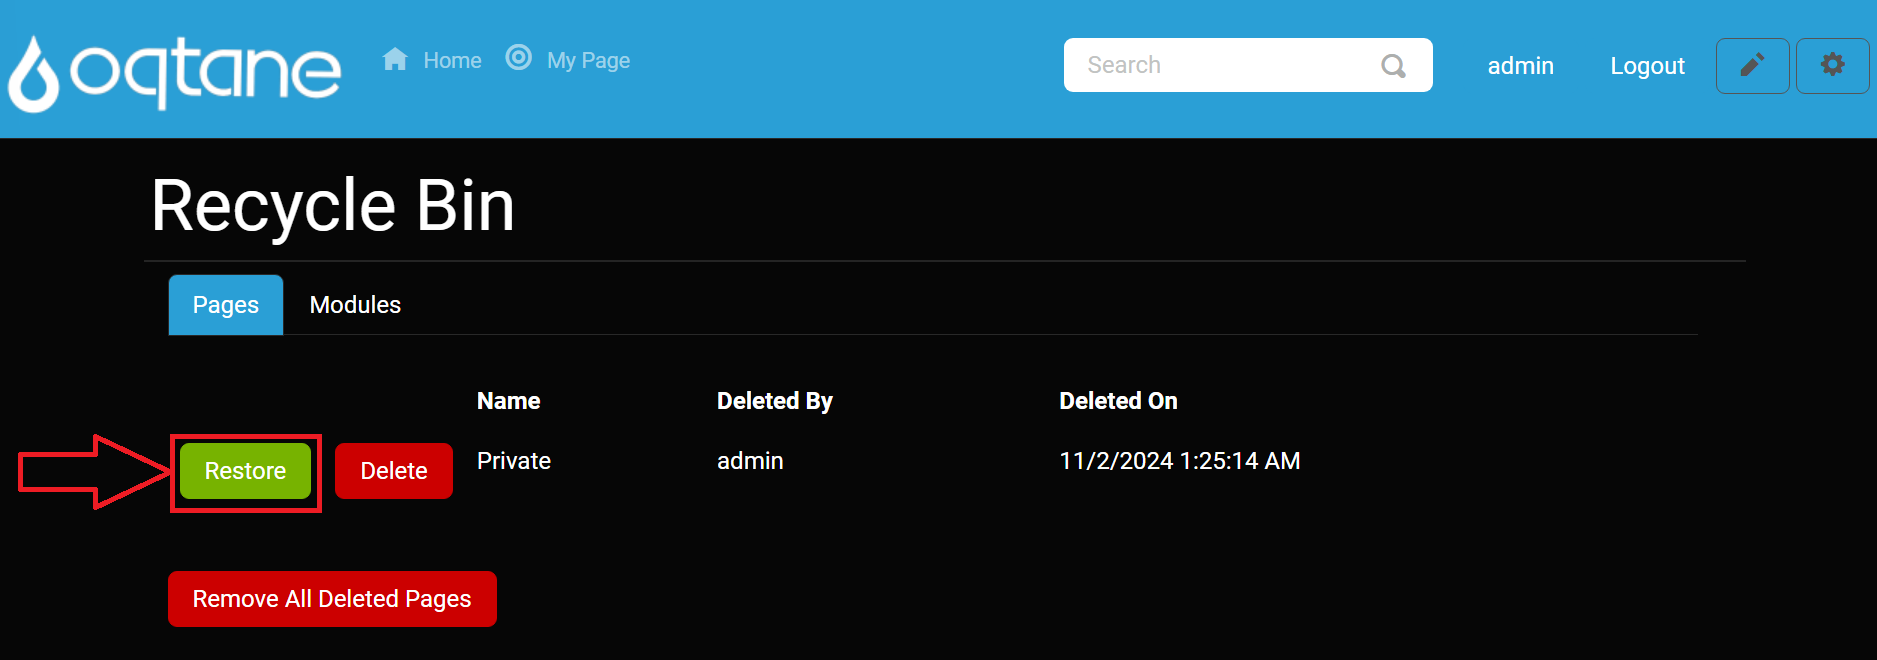 oqtane Home My Page Search admin Logout
Recycle Bin
Pages Modules
Name Deleted By Deleted On
Restore Delete Private admin 11/2/2024 1:25:14 AM
Remove All Deleted Pages